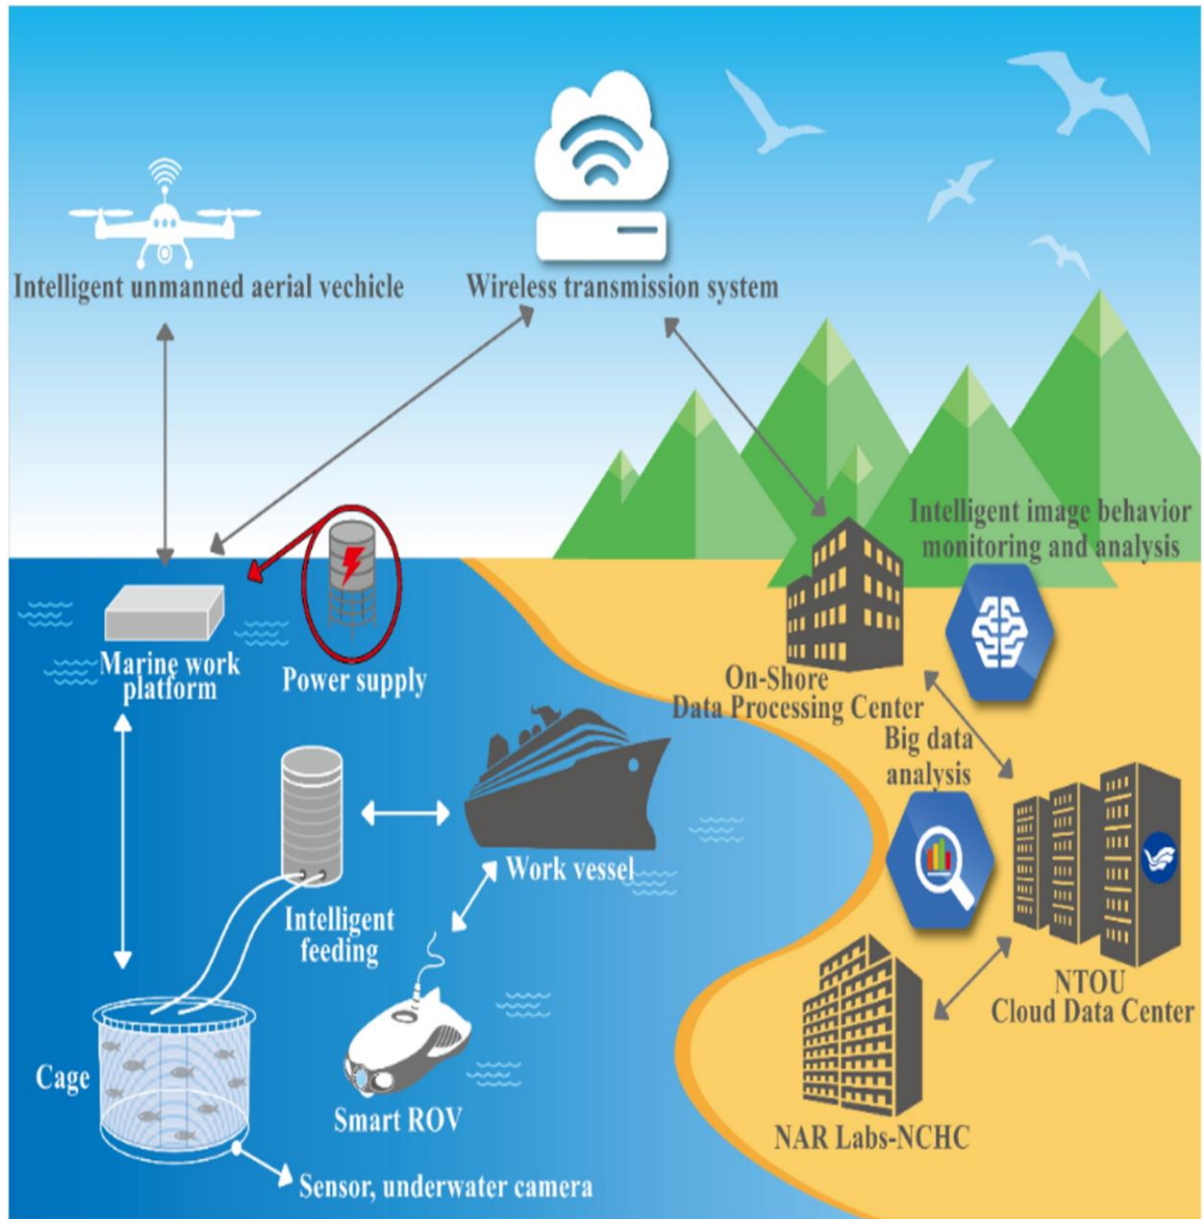 Intelligent unmanned aerial vechicle
Wireless transmission system
Intelligent image behavior
monitoring and analysis
Marine work
platform
Power supply
On-Shore
Data Processing Center
Big data
analysis
Work vessel
Intelligent
feeding
NTOU
Cloud Data Center
Cage
Smart ROV
NAR Labs-NCHC
Sensor, underwater camera